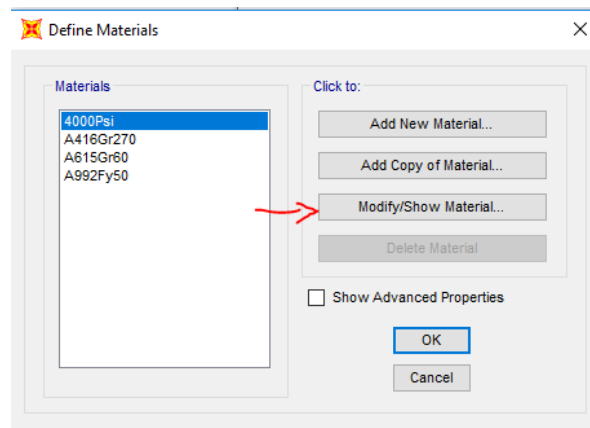 Define Materials
Materials
4000Psi
A416Gr270
A615Gr60
A992Fy50
Click to:
Add New Material...
Add Copy of Material...
Modify/Show Material...
Delete Material
Show Advanced Properties
OK
Cancel